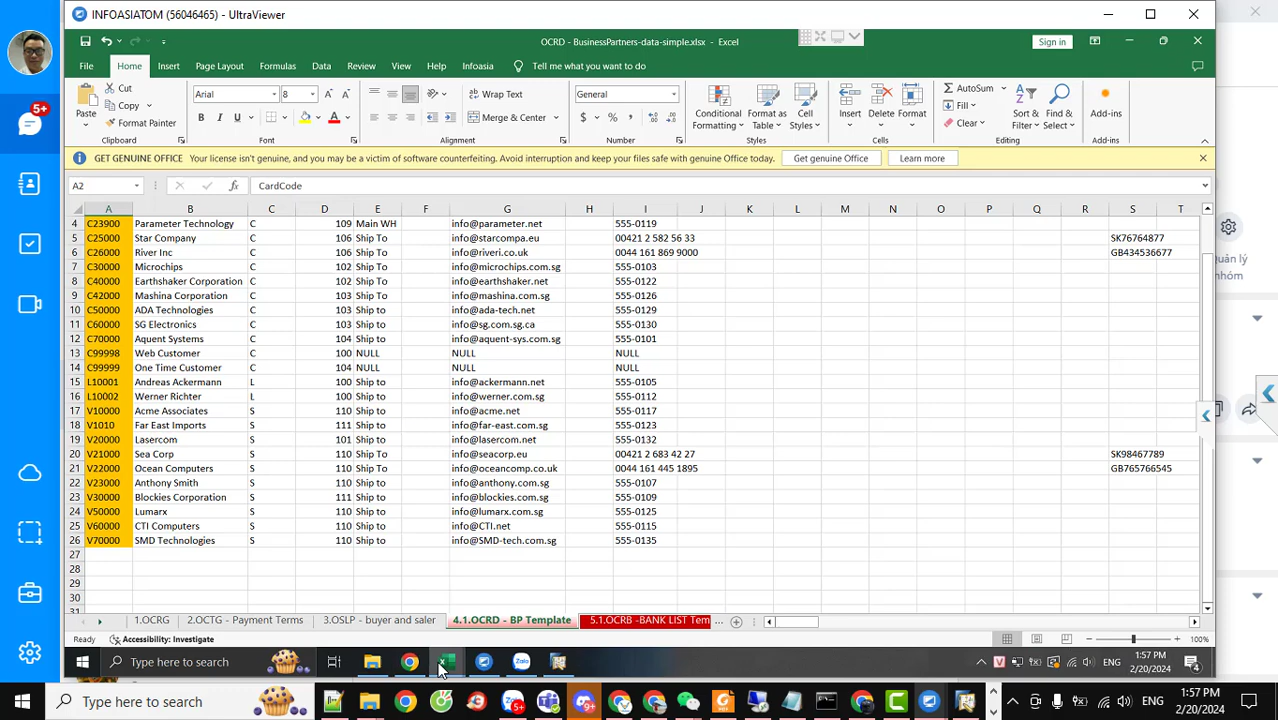 INFOASIATOM (56046465) - UltraViewer
OCRD - BusinessPartners-data-simple.xlsx - Excel
Sign in
File Home Insert Page Layout Formulas Data Review View Help Infoasia Tell me what you want to do
Paste Cut Copy Format Painter Clipboard
Arial 8 B I U A Font
Wrap Text Merge & Center Alignment
General $ % Number
Conditional Formatting Format as Table Cell Styles Styles
Insert Delete Format Cells
AutoSum Fill Clear Sort & Filter Find & Select Editing
Add-ins Add-ins
GET GENUINE OFFICE Your license isn't genuine, and you may be a victim of software counterfeiting. Avoid interruption and keep your files safe with genuine Office today. Get genuine Office Learn more
A2 fx CardCode
A B C D E F G H I J K L M N O P Q R S T
4 C23900 Parameter Technology C 109 Main WH info@parameter.net 555-0119
5 C25000 Star Company C 106 Ship To info@starcompa.eu 00421 2 582 56 33 SK76764877
6 C26000 River Inc C 106 Ship To info@riveri.co.uk 0044 161 869 9000 GB434536677
7 C30000 Microchips C 102 Ship To info@microchips.com.sg 555-0103
8 C40000 Earthshaker Corporation C 102 Ship To info@earthshaker.net 555-0122
9 C42000 Mashina Corporation C 103 Ship To info@mashina.com.sg 555-0126
10 C50000 ADA Technologies C 103 Ship to info@ada-tech.net 555-0129
11 C60000 SG Electronics C 103 Ship to info@sg.com.sg.ca 555-0130
12 C70000 Aquent Systems C 104 Ship to info@aquent-sys.com.sg 555-0101
13 C99998 Web Customer C 100 NULL NULL NULL
14 C99999 One Time Customer C 104 NULL NULL NULL
15 L10001 Andreas Ackermann L 100 Ship to info@ackermann.net 555-0105
16 L10002 Werner Richter L 100 Ship to info@werner.com.sg 555-0112
17 V10000 Acme Associates S 110 Ship to info@acme.net 555-0117
18 V1010 Far East Imports S 111 Ship to info@far-east.com.sg 555-0123
19 V20000 Lasercom S 101 Ship to info@lasercom.net 555-0132
20 V21000 Sea Corp S 110 Ship To info@seacorp.eu 00421 2 683 42 27 SK98467789
21 V22000 Ocean Computers S 110 Ship To info@oceancomp.co.uk 0044 161 445 1895 GB765766545
22 V23000 Anthony Smith S 110 Ship to info@anthony.com.sg 555-0107
23 V30000 Blockies Corporation S 111 Ship to info@blockies.com.sg 555-0109
24 V50000 Lumarx S 110 Ship to info@lumarx.com.sg 555-0125
25 V60000 CTI Computers S 110 Ship to info@CTI.net 555-0115
26 V70000 SMD Technologies S 110 Ship to info@SMD-tech.com.sg 555-0135
27
28
29
30
31
1.OCRG 2.OCTG - Payment Terms 3.OSLP - buyer and saler 4.1.OCRD - BP Template 5.1.OCRB -BANK LIST Tem ...
Ready Accessibility: Investigate 100%
Type here to search Zalo ENG 1:57 PM 2/20/2024 4
Type here to search 5+ 9+ ENG 1:57 PM 2/20/2024
5+
Quản lý
nhóm